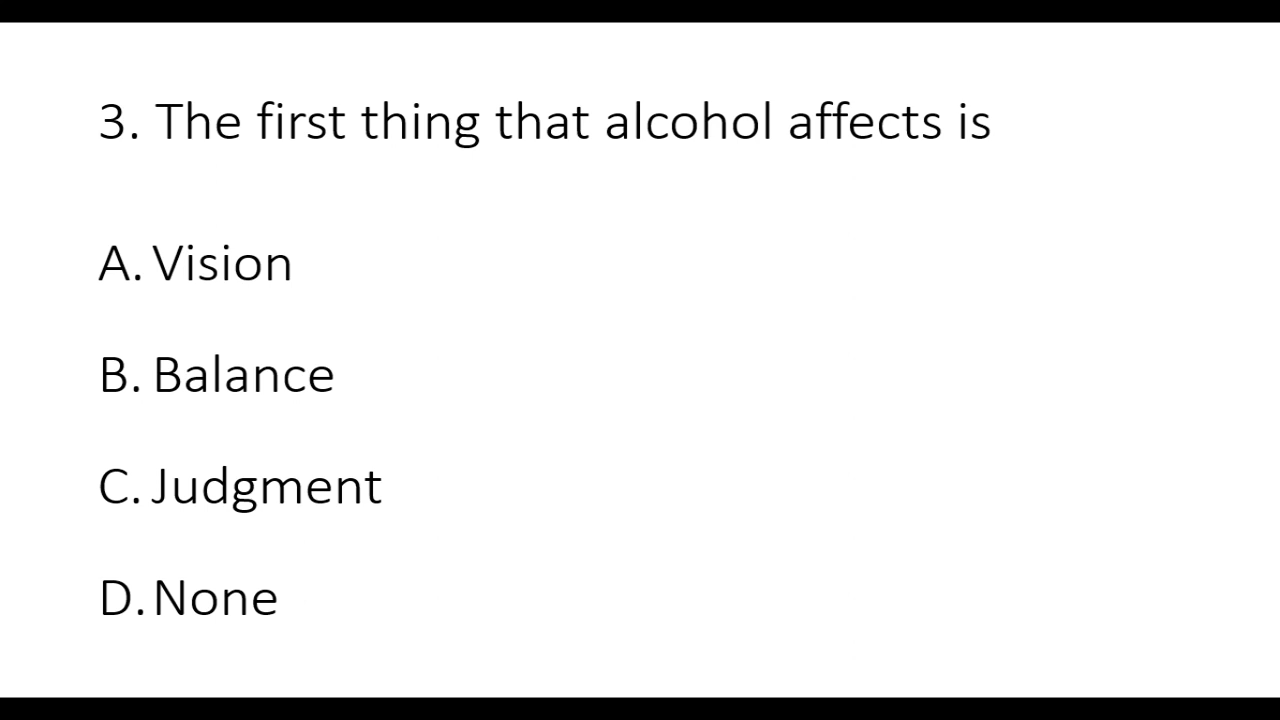 3. The first thing that alcohol affects is
A. Vision
B. Balance
C. Judgment
D. None